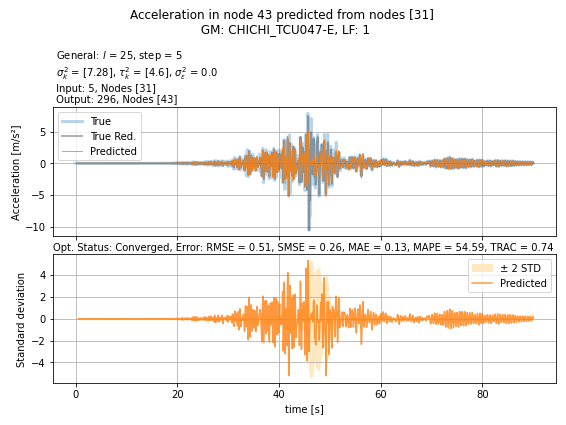 Acceleration in node 43 predicted from nodes [31]
GM: CHICHI_TCU047-E, LF: 1
General: l = 25, step = 5
σ²ₖ = [7.28], τ²ₖ = [4.6], σ²ε = 0.0
Input: 5, Nodes [31]
Output: 296, Nodes [43]
True
True Red.
Predicted
Acceleration [m/s²]
5
0
−5
−10
Opt. Status: Converged, Error: RMSE = 0.51, SMSE = 0.26, MAE = 0.13, MAPE = 54.59, TRAC = 0.74
± 2 STD
Predicted
Standard deviation
4
2
0
−2
−4
0 20 40 60 80
time [s]